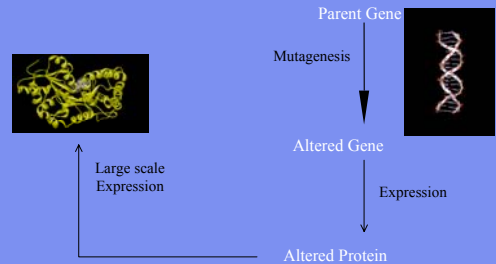 Parent Gene
Mutagenesis
Altered Gene
Large scale
Expression
Expression
Altered Protein